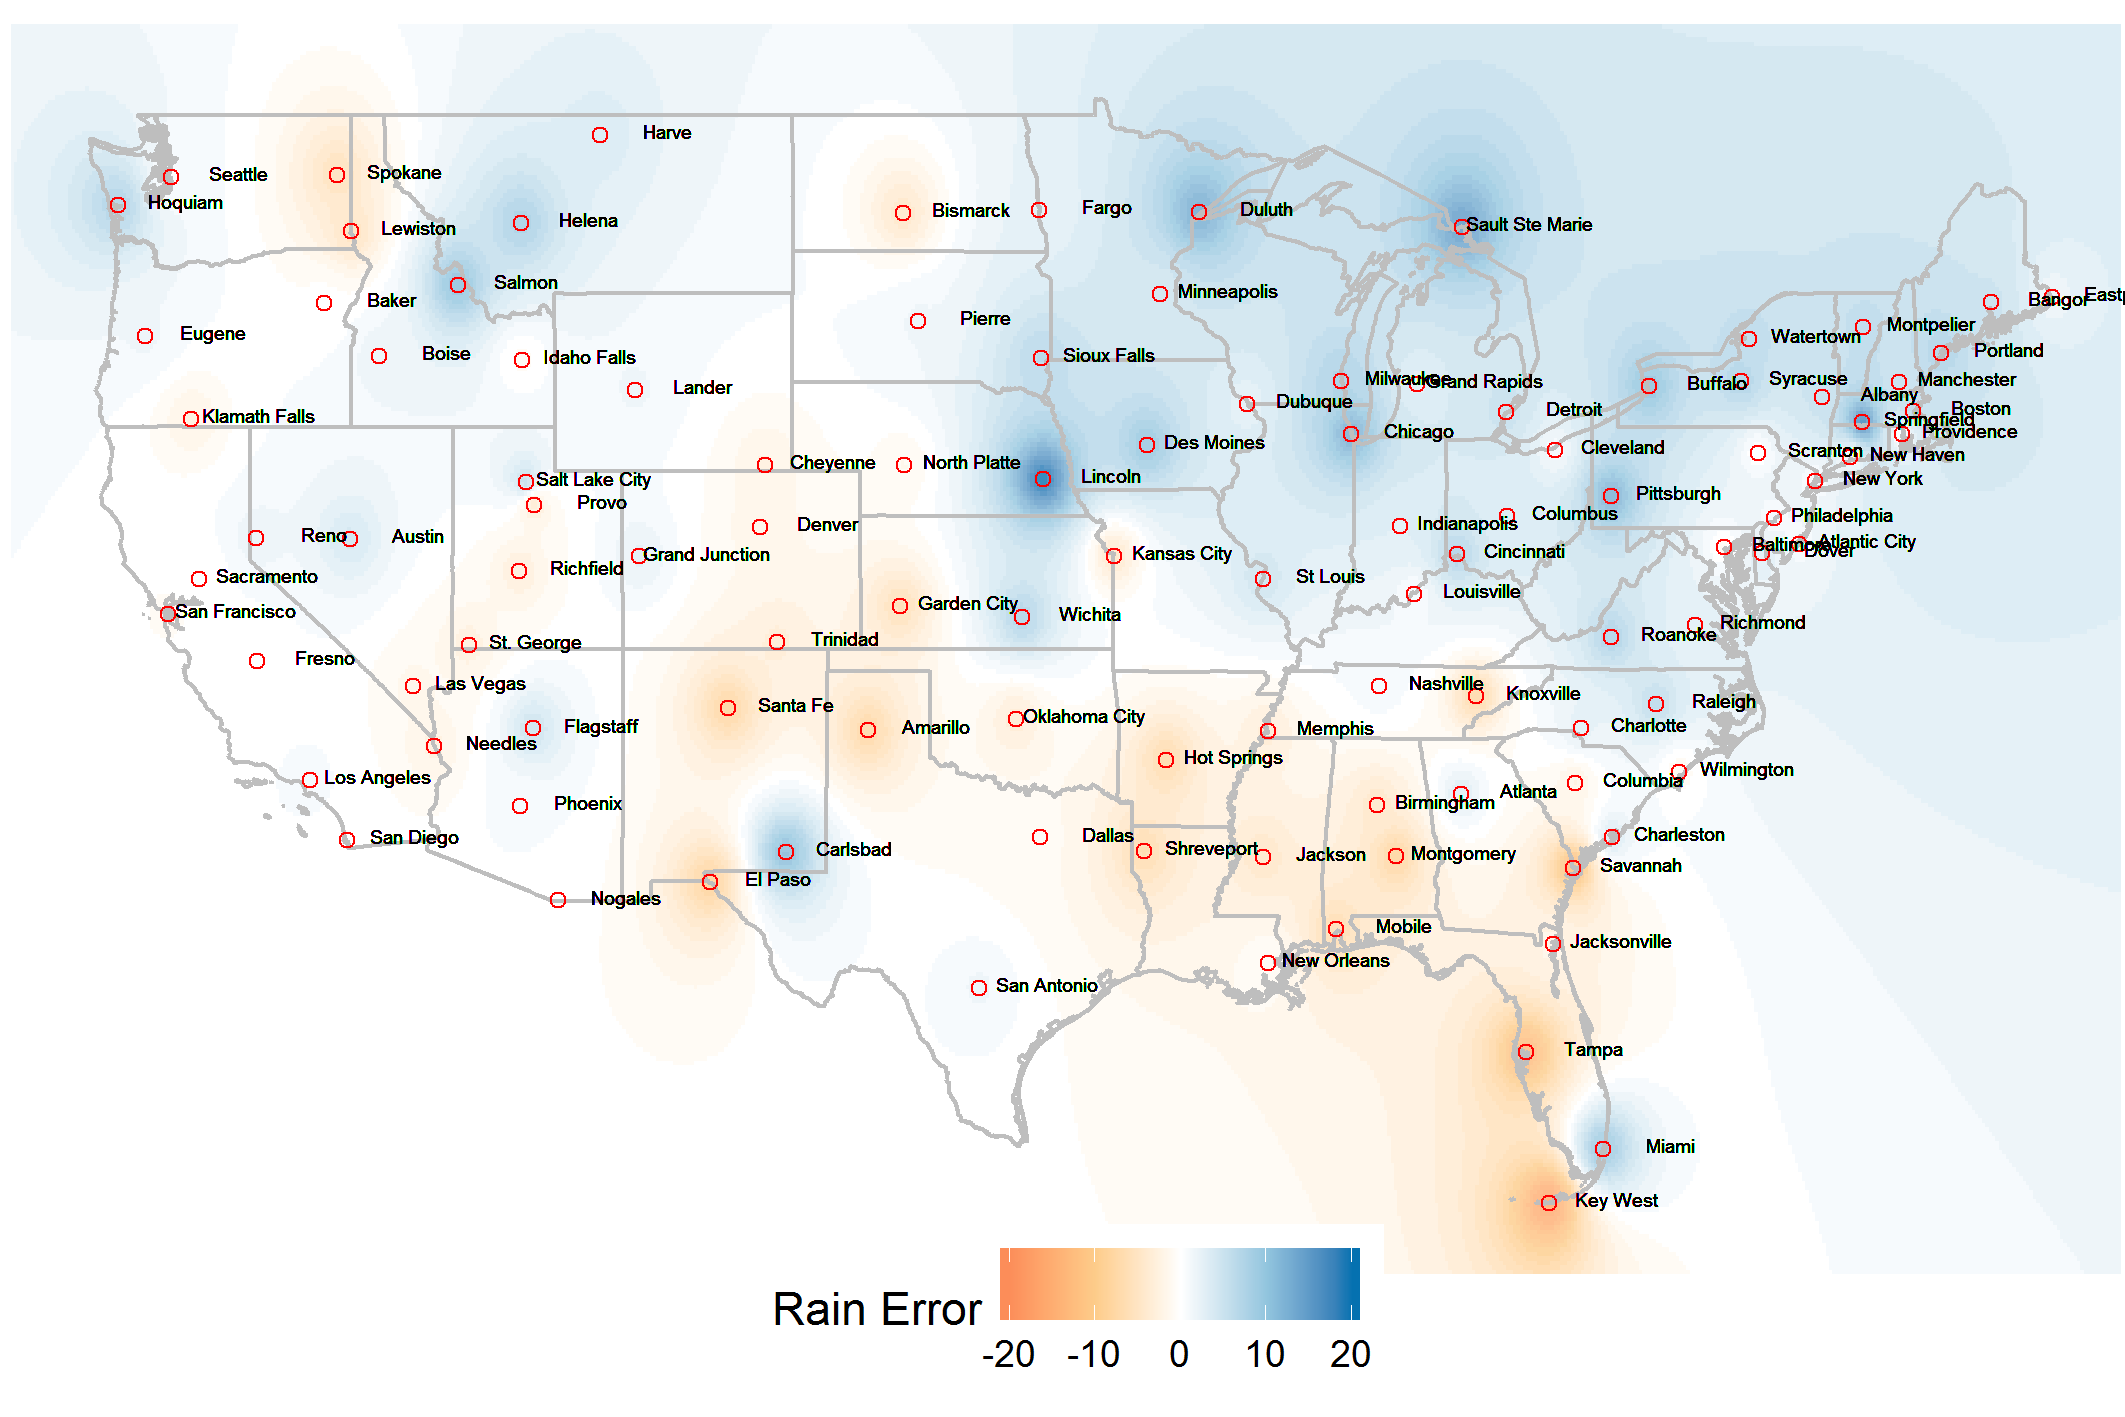 Harve
Seattle
Spokane
Hoquiam
Bismarck
Fargo
Duluth
Helena
Lewiston
Sault Ste Marie
Salmon
Minneapolis
Baker
Bangor
Eastp
Pierre
Montpelier
Eugene
Watertown
Boise
Idaho Falls
Sioux Falls
Portland
Milwaukee
Grand Rapids
Buffalo
Syracuse
Manchester
Lander
Albany
Dubuque
Detroit
Boston
Klamath Falls
Springfield
Chicago
Providence
Des Moines
Cleveland
Scranton
New Haven
Cheyenne
North Platte
Salt Lake City
Lincoln
New York
Pittsburgh
Provo
Columbus
Philadelphia
Denver
Indianapolis
Reno
Austin
Baltimore
Atlantic City
Dover
Grand Junction
Kansas City
Cincinnati
Richfield
Sacramento
St Louis
Louisville
San Francisco
Garden City
Wichita
Richmond
Roanoke
St. George
Trinidad
Fresno
Las Vegas
Nashville
Knoxville
Raleigh
Santa Fe
Flagstaff
Amarillo
Oklahoma City
Memphis
Charlotte
Needles
Hot Springs
Wilmington
Los Angeles
Columbia
Atlanta
Phoenix
Birmingham
San Diego
Dallas
Charleston
Carlsbad
Shreveport
Jackson
Montgomery
El Paso
Savannah
Nogales
Mobile
Jacksonville
New Orleans
San Antonio
Tampa
Miami
Key West
Rain Error
-20 -10 0 10 20